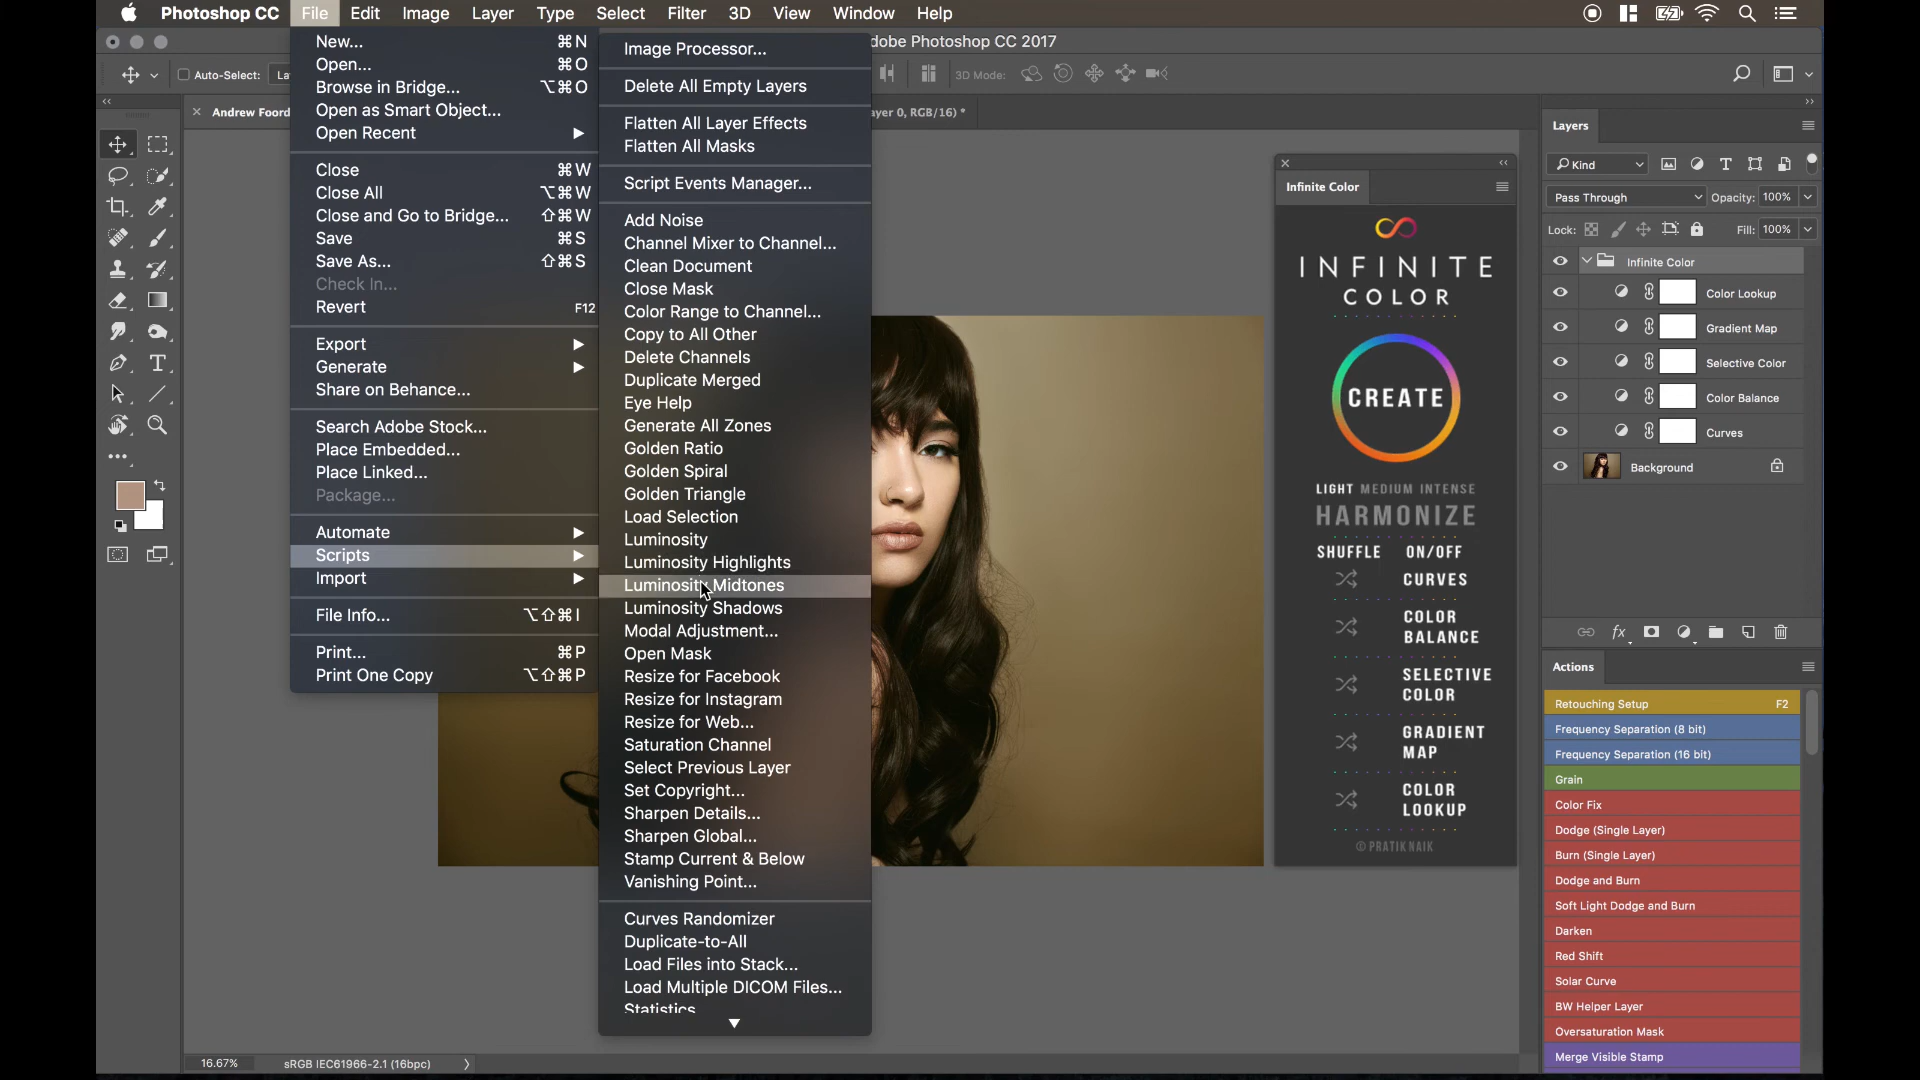 Photoshop CC File Edit Image Layer Type Select Filter 3D View Window Help
dobe Photoshop CC 2017
Auto-Select: La
3D Mode:
Andrew Foord
ayer 0, RGB/16) *
New... ⌘N
Open... ⌘O
Browse in Bridge... ⌥⌘O
Open as Smart Object...
Open Recent
Close ⌘W
Close All ⌥⌘W
Close and Go to Bridge... ⇧⌘W
Save ⌘S
Save As... ⇧⌘S
Check In...
Revert F12
Export
Generate
Share on Behance...
Search Adobe Stock...
Place Embedded...
Place Linked...
Package...
Automate
Scripts
Import
File Info... ⌥⇧⌘I
Print... ⌘P
Print One Copy ⌥⇧⌘P
Image Processor...
Delete All Empty Layers
Flatten All Layer Effects
Flatten All Masks
Script Events Manager...
Add Noise
Channel Mixer to Channel...
Clean Document
Close Mask
Color Range to Channel...
Copy to All Other
Delete Channels
Duplicate Merged
Eye Help
Generate All Zones
Golden Ratio
Golden Spiral
Golden Triangle
Load Selection
Luminosity
Luminosity Highlights
Luminosity Midtones
Luminosity Shadows
Modal Adjustment...
Open Mask
Resize for Facebook
Resize for Instagram
Resize for Web...
Saturation Channel
Select Previous Layer
Set Copyright...
Sharpen Details...
Sharpen Global...
Stamp Current & Below
Vanishing Point...
Curves Randomizer
Duplicate-to-All
Load Files into Stack...
Load Multiple DICOM Files...
Statistics
Infinite Color
INFINITE
COLOR
CREATE
LIGHT MEDIUM INTENSE
HARMONIZE
SHUFFLE ON/OFF
CURVES
COLOR
BALANCE
SELECTIVE
COLOR
GRADIENT
MAP
COLOR
LOOKUP
© PRATIK NAIK
Layers
Kind
Pass Through Opacity: 100%
Lock: Fill: 100%
Infinite Color
Color Lookup
Gradient Map
Selective Color
Color Balance
Curves
Background
fx
Actions
Retouching Setup F2
Frequency Separation (8 bit)
Frequency Separation (16 bit)
Grain
Color Fix
Dodge (Single Layer)
Burn (Single Layer)
Dodge and Burn
Soft Light Dodge and Burn
Darken
Red Shift
Solar Curve
BW Helper Layer
Oversaturation Mask
Merge Visible Stamp
16.67% sRGB IEC61966-2.1 (16bpc)